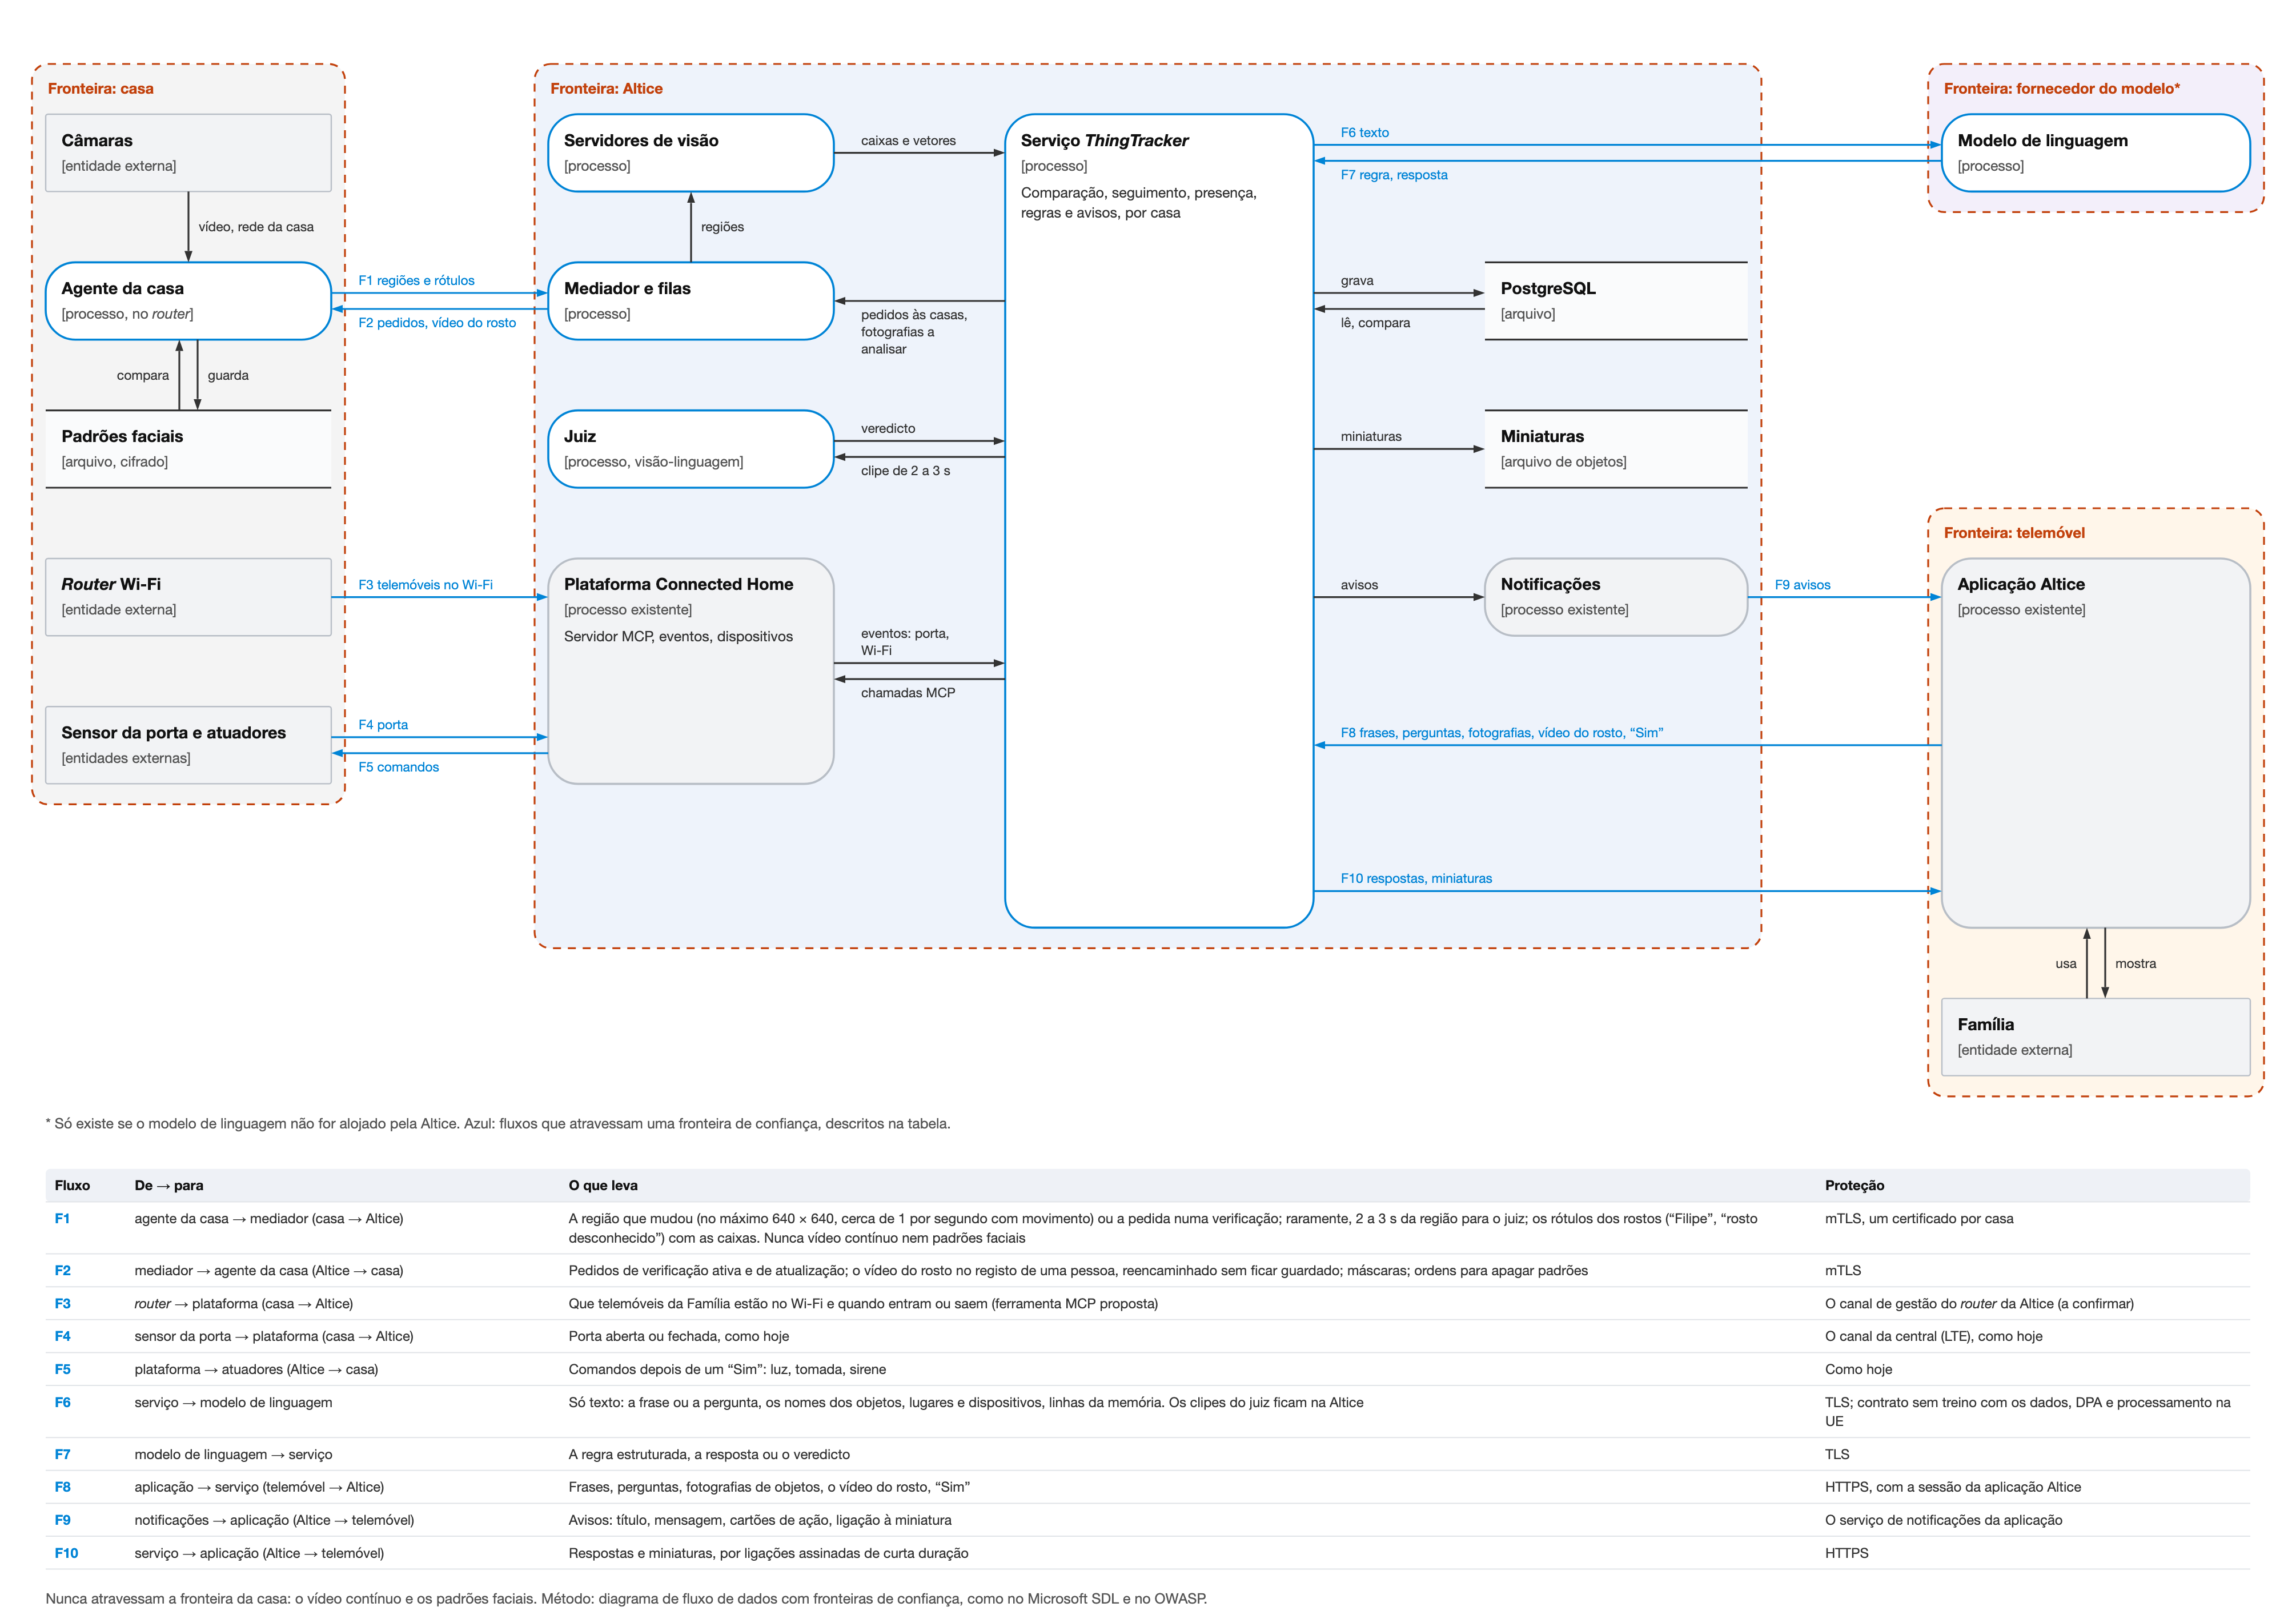 Fronteira: casa
Câmaras
[entidade externa]
vídeo, rede da casa
Agente da casa
[processo, no router]
compara
guarda
Padrões faciais
[arquivo, cifrado]
Router Wi-Fi
[entidade externa]
Sensor da porta e atuadores
[entidades externas]
F1 regiões e rótulos
F2 pedidos, vídeo do rosto
F3 telemóveis no Wi-Fi
F4 porta
F5 comandos
Fronteira: Altice
Servidores de visão
[processo]
caixas e vetores
regiões
Mediador e filas
[processo]
pedidos às casas,
fotografias a
analisar
Juiz
[processo, visão-linguagem]
veredicto
clipe de 2 a 3 s
Plataforma Connected Home
[processo existente]
Servidor MCP, eventos, dispositivos
eventos: porta,
Wi-Fi
chamadas MCP
Serviço ThingTracker
[processo]
Comparação, seguimento, presença,
regras e avisos, por casa
F6 texto
F7 regra, resposta
grava
lê, compara
PostgreSQL
[arquivo]
miniaturas
Miniaturas
[arquivo de objetos]
avisos
Notificações
[processo existente]
F9 avisos
F8 frases, perguntas, fotografias, vídeo do rosto, “Sim”
F10 respostas, miniaturas
Fronteira: fornecedor do modelo*
Modelo de linguagem
[processo]
Fronteira: telemóvel
Aplicação Altice
[processo existente]
usa
mostra
Família
[entidade externa]
* Só existe se o modelo de linguagem não for alojado pela Altice. Azul: fluxos que atravessam uma fronteira de confiança, descritos na tabela.
Fluxo De → para O que leva Proteção
F1 agente da casa → mediador (casa → Altice) A região que mudou (no máximo 640 × 640, cerca de 1 por segundo com movimento) ou a pedida numa verificação; raramente, 2 a 3 s da região para o juiz; os rótulos dos rostos (“Filipe”, “rosto mTLS, um certificado por casa
desconhecido”) com as caixas. Nunca vídeo contínuo nem padrões faciais
F2 mediador → agente da casa (Altice → casa) Pedidos de verificação ativa e de atualização; o vídeo do rosto no registo de uma pessoa, reencaminhado sem ficar guardado; máscaras; ordens para apagar padrões mTLS
F3 router → plataforma (casa → Altice) Que telemóveis da Família estão no Wi-Fi e quando entram ou saem (ferramenta MCP proposta) O canal de gestão do router da Altice (a confirmar)
F4 sensor da porta → plataforma (casa → Altice) Porta aberta ou fechada, como hoje O canal da central (LTE), como hoje
F5 plataforma → atuadores (Altice → casa) Comandos depois de um “Sim”: luz, tomada, sirene Como hoje
F6 serviço → modelo de linguagem Só texto: a frase ou a pergunta, os nomes dos objetos, lugares e dispositivos, linhas da memória. Os clipes do juiz ficam na Altice TLS; contrato sem treino com os dados, DPA e processamento na
UE
F7 modelo de linguagem → serviço A regra estruturada, a resposta ou o veredicto TLS
F8 aplicação → serviço (telemóvel → Altice) Frases, perguntas, fotografias de objetos, o vídeo do rosto, “Sim” HTTPS, com a sessão da aplicação Altice
F9 notificações → aplicação (Altice → telemóvel) Avisos: título, mensagem, cartões de ação, ligação à miniatura O serviço de notificações da aplicação
F10 serviço → aplicação (Altice → telemóvel) Respostas e miniaturas, por ligações assinadas de curta duração HTTPS
Nunca atravessam a fronteira da casa: o vídeo contínuo e os padrões faciais. Método: diagrama de fluxo de dados com fronteiras de confiança, como no Microsoft SDL e no OWASP.